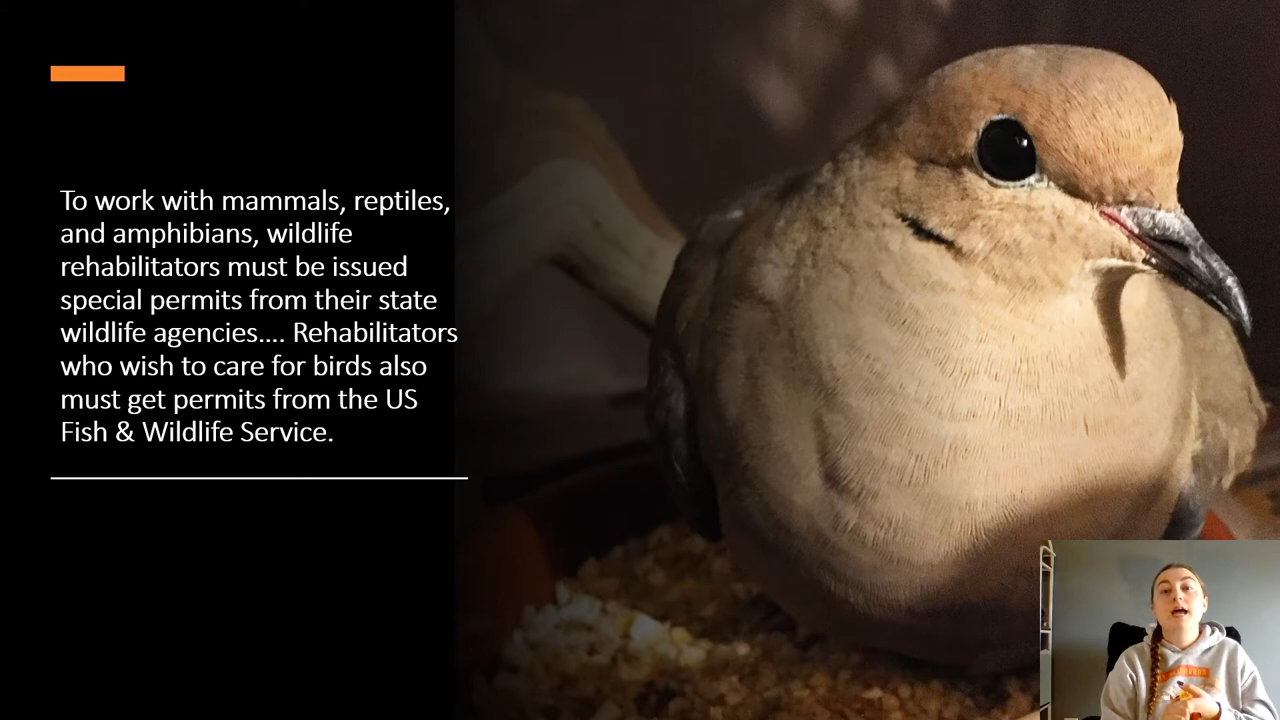 To work with mammals, reptiles,
and amphibians, wildlife
rehabilitators must be issued
special permits from their state
wildlife agencies.... Rehabilitators
who wish to care for birds also
must get permits from the US
Fish & Wildlife Service.